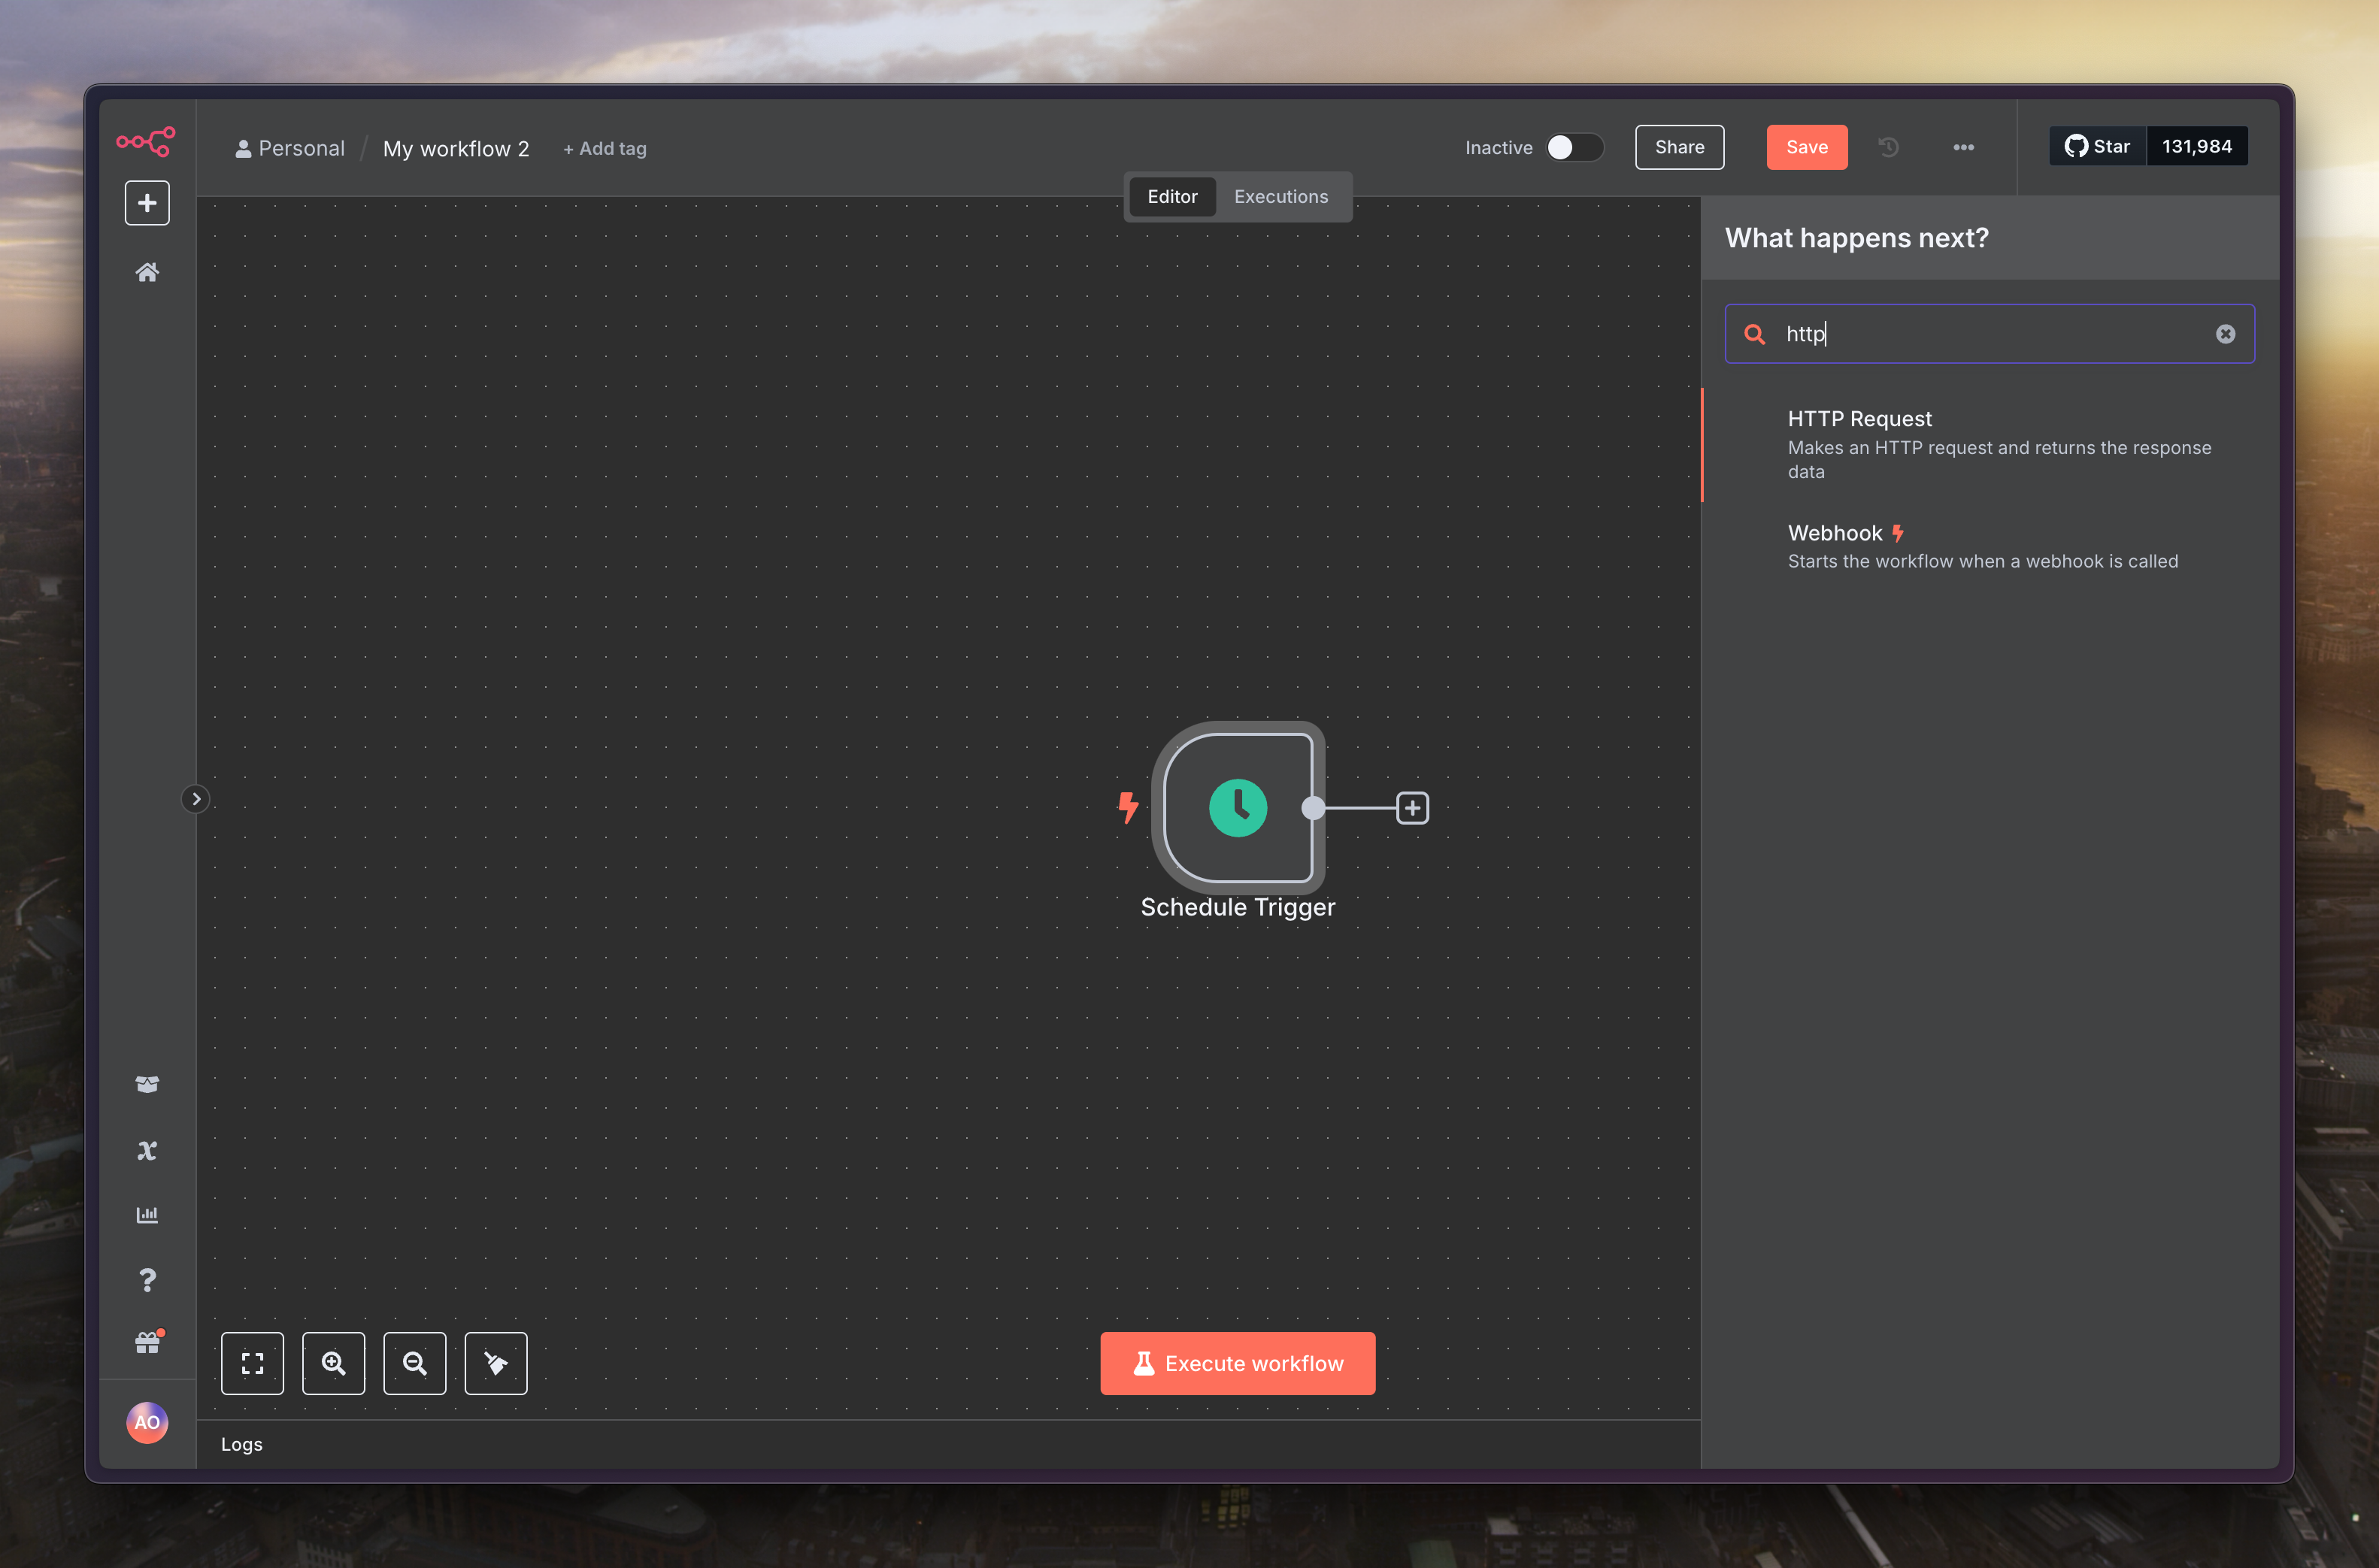 Personal / My workflow 2 + Add tag
Inactive
Share
Save
Star 131,984
Editor Executions
What happens next?
http
HTTP Request
Makes an HTTP request and returns the response
data
Webhook
Starts the workflow when a webhook is called
Schedule Trigger
Execute workflow
AO
Logs